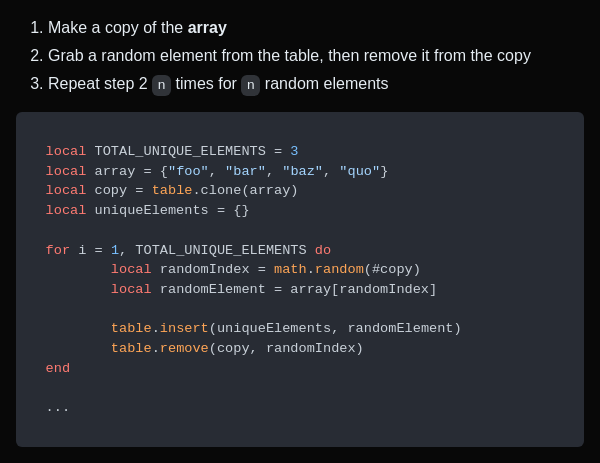 1. Make a copy of the array
2. Grab a random element from the table, then remove it from the copy
3. Repeat step 2 n times for n random elements
local TOTAL_UNIQUE_ELEMENTS = 3
local array = {"foo", "bar", "baz", "quo"}
local copy = table.clone(array)
local uniqueElements = {}
for i = 1, TOTAL_UNIQUE_ELEMENTS do
        local randomIndex = math.random(#copy)
        local randomElement = array[randomIndex]
        table.insert(uniqueElements, randomElement)
        table.remove(copy, randomIndex)
end
...